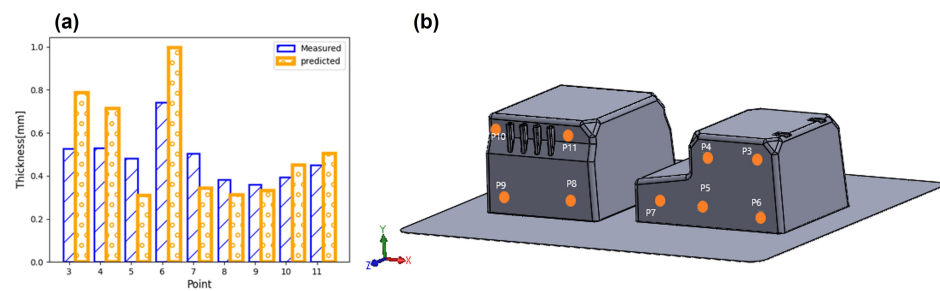 (a)
(b)
Measured
predicted
Thickness[mm]
1.0
0.8
0.6
0.4
0.2
0.0
3 4 5 6 7 8 9 10 11
Point
P10
P11
P9
P8
P4
P3
P5
P7
P6
Y
Z
X